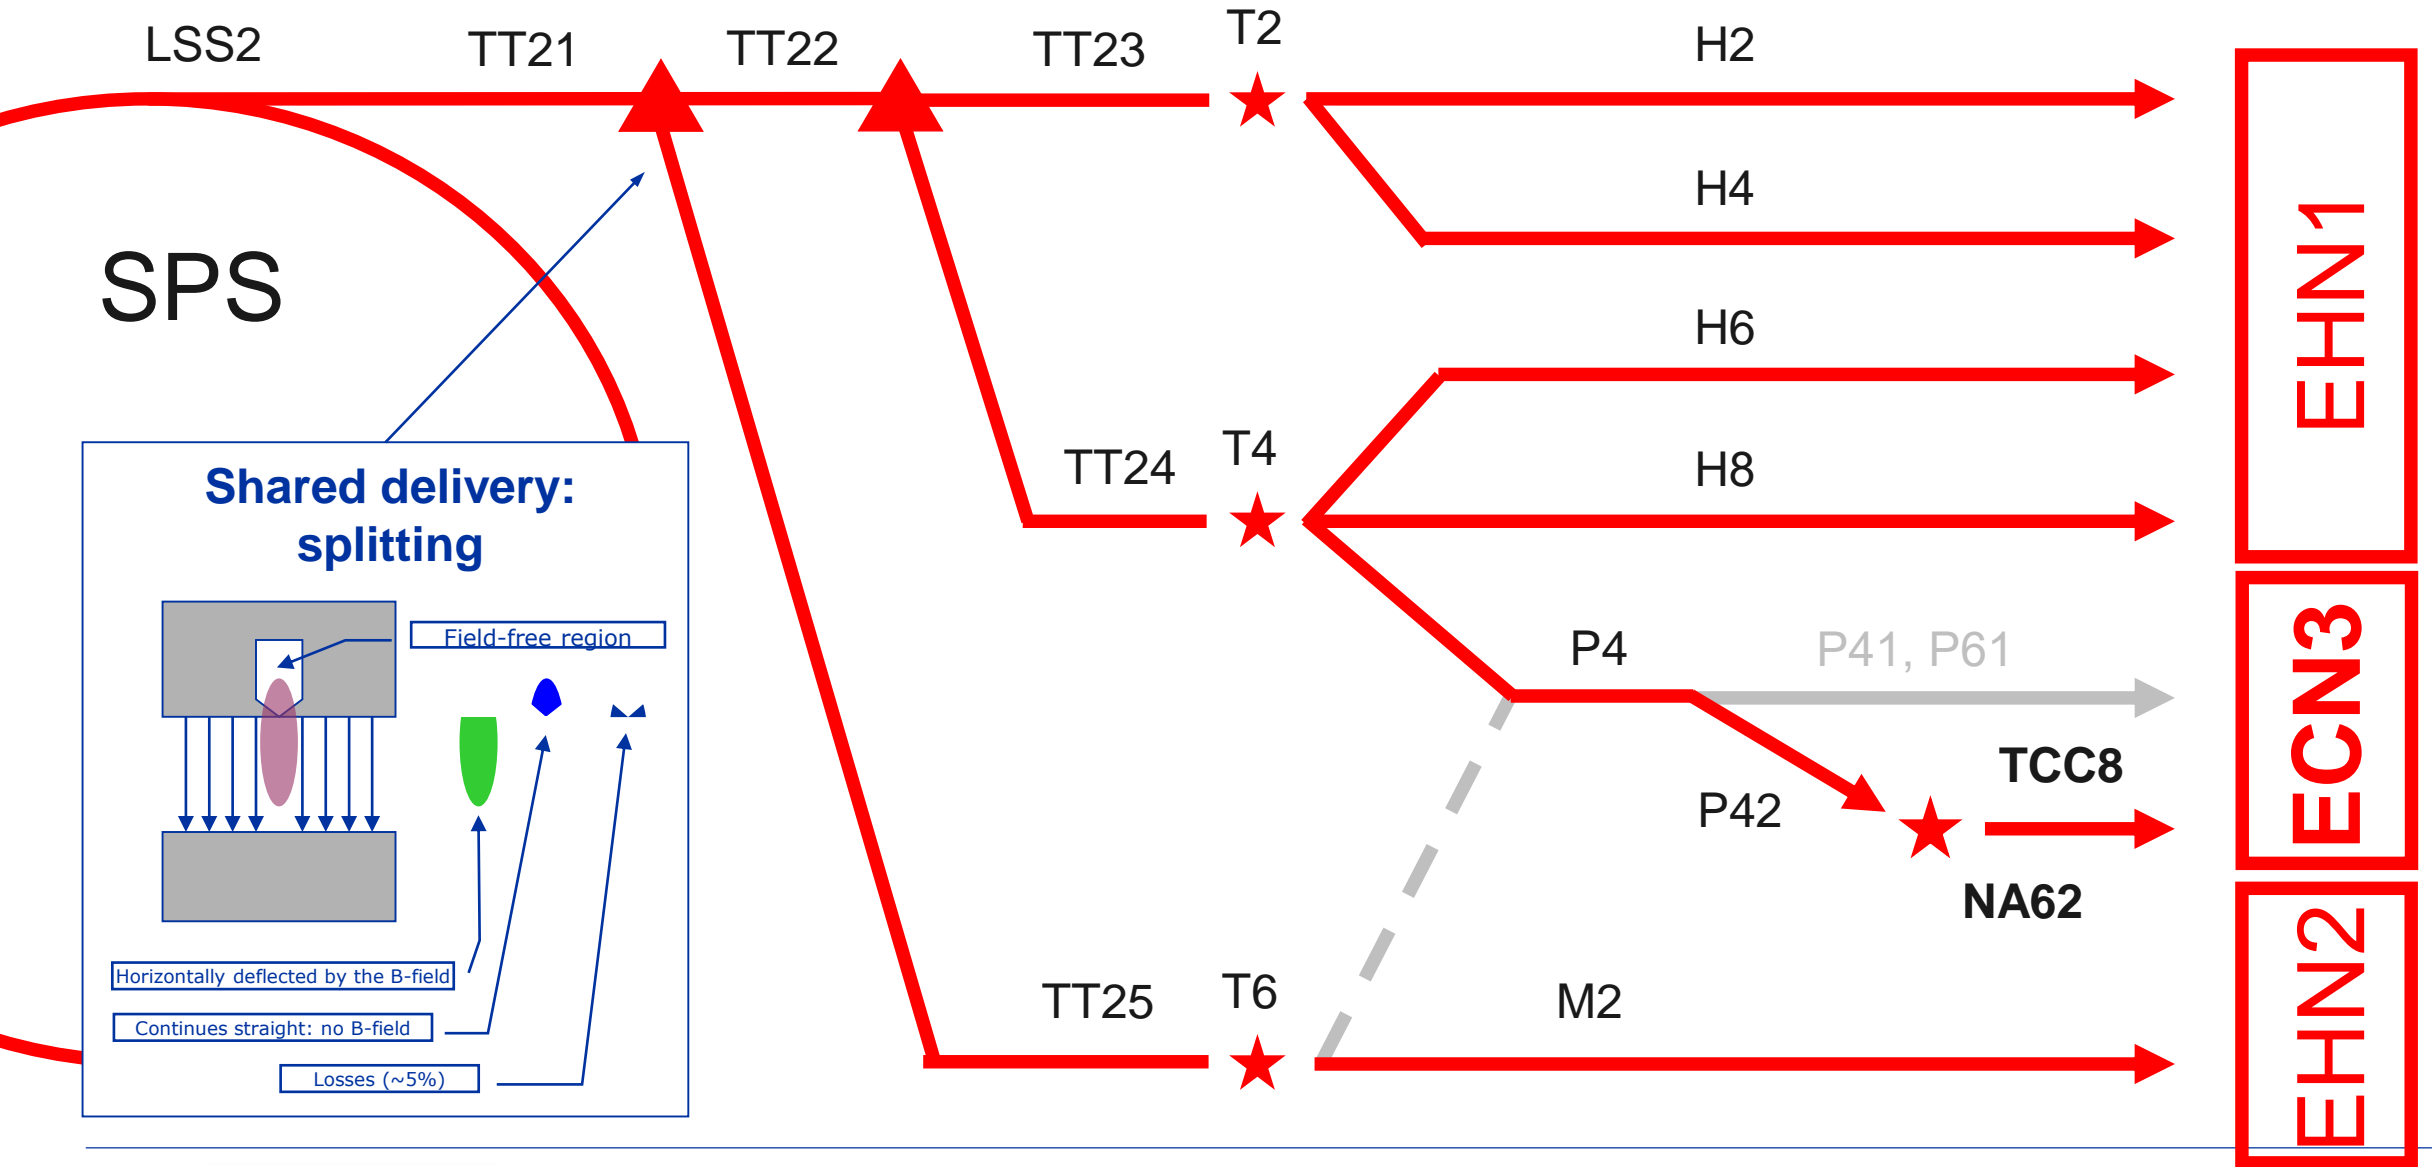 LSS2
TT21
TT22
TT23
T2
H2
H4
SPS
H6
EHN1
TT24
T4
H8
Shared delivery:
splitting
Field-free region
P4
P41, P61
ECN3
TCC8
P42
NA62
Horizontally deflected by the B-field
Continues straight: no B-field
Losses (~5%)
TT25
T6
M2
EHN2